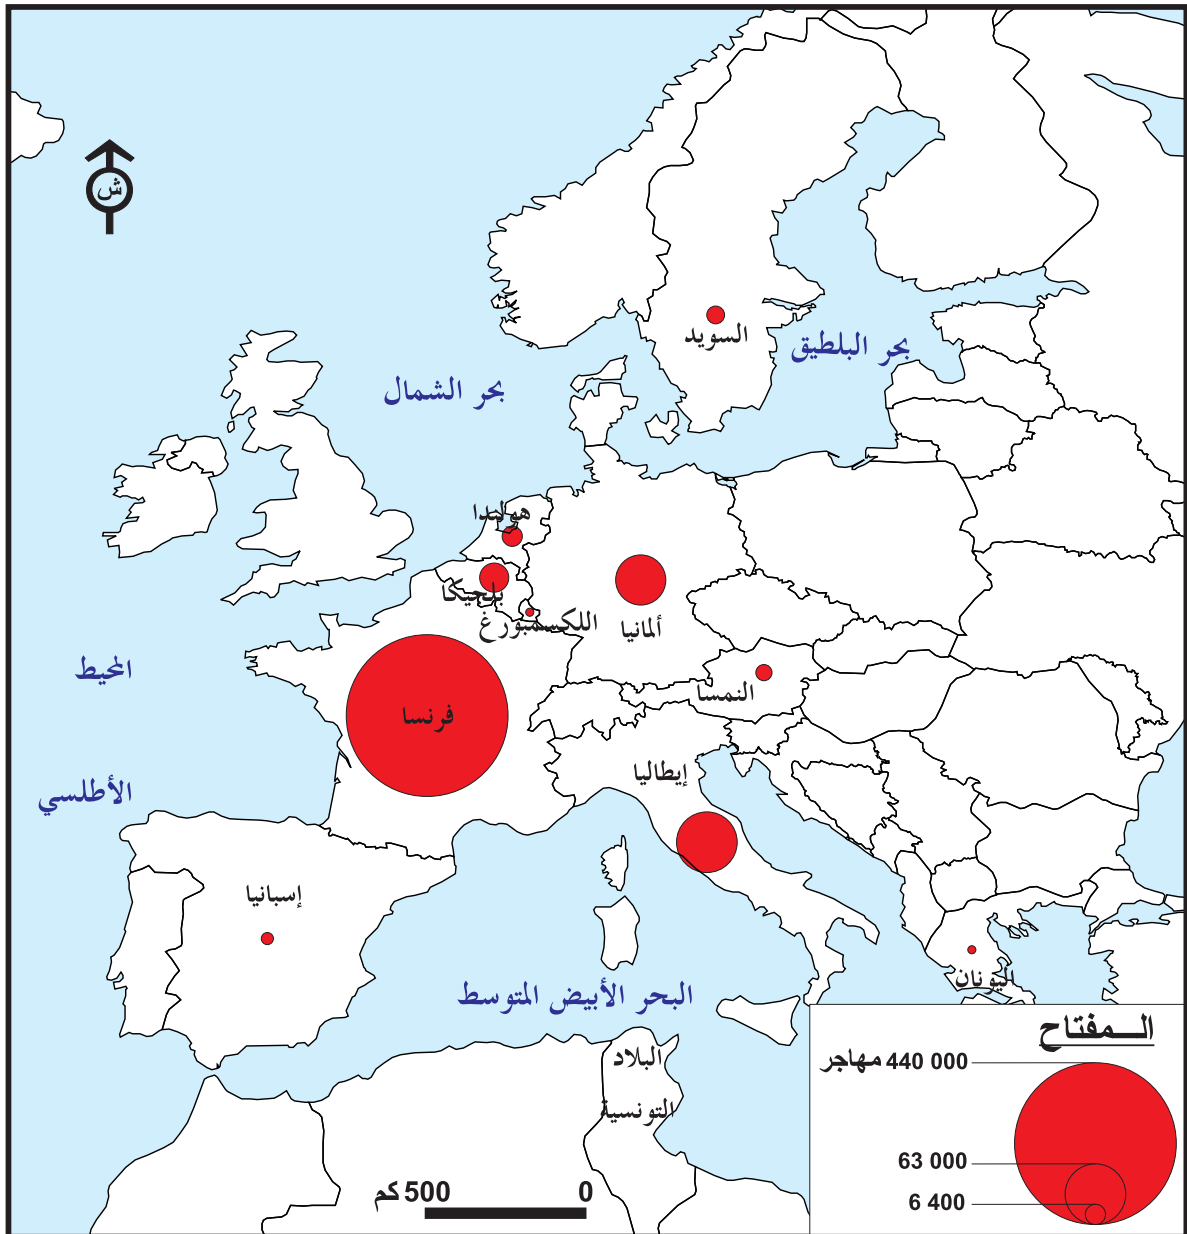 ش
السويد
بحر البلطيق
بحر الشمال
هولندا
بلجيكا
اللكسمبورغ
ألمانيا
المحيط
النمسا
فرنسا
إيطاليا
الأطلسي
إسبانيا
اليونان
البحر الأبيض المتوسط
البلاد
التونسية
500 كم 0
الـــمفتاح
440 000 مهاجر
63 000
6 400